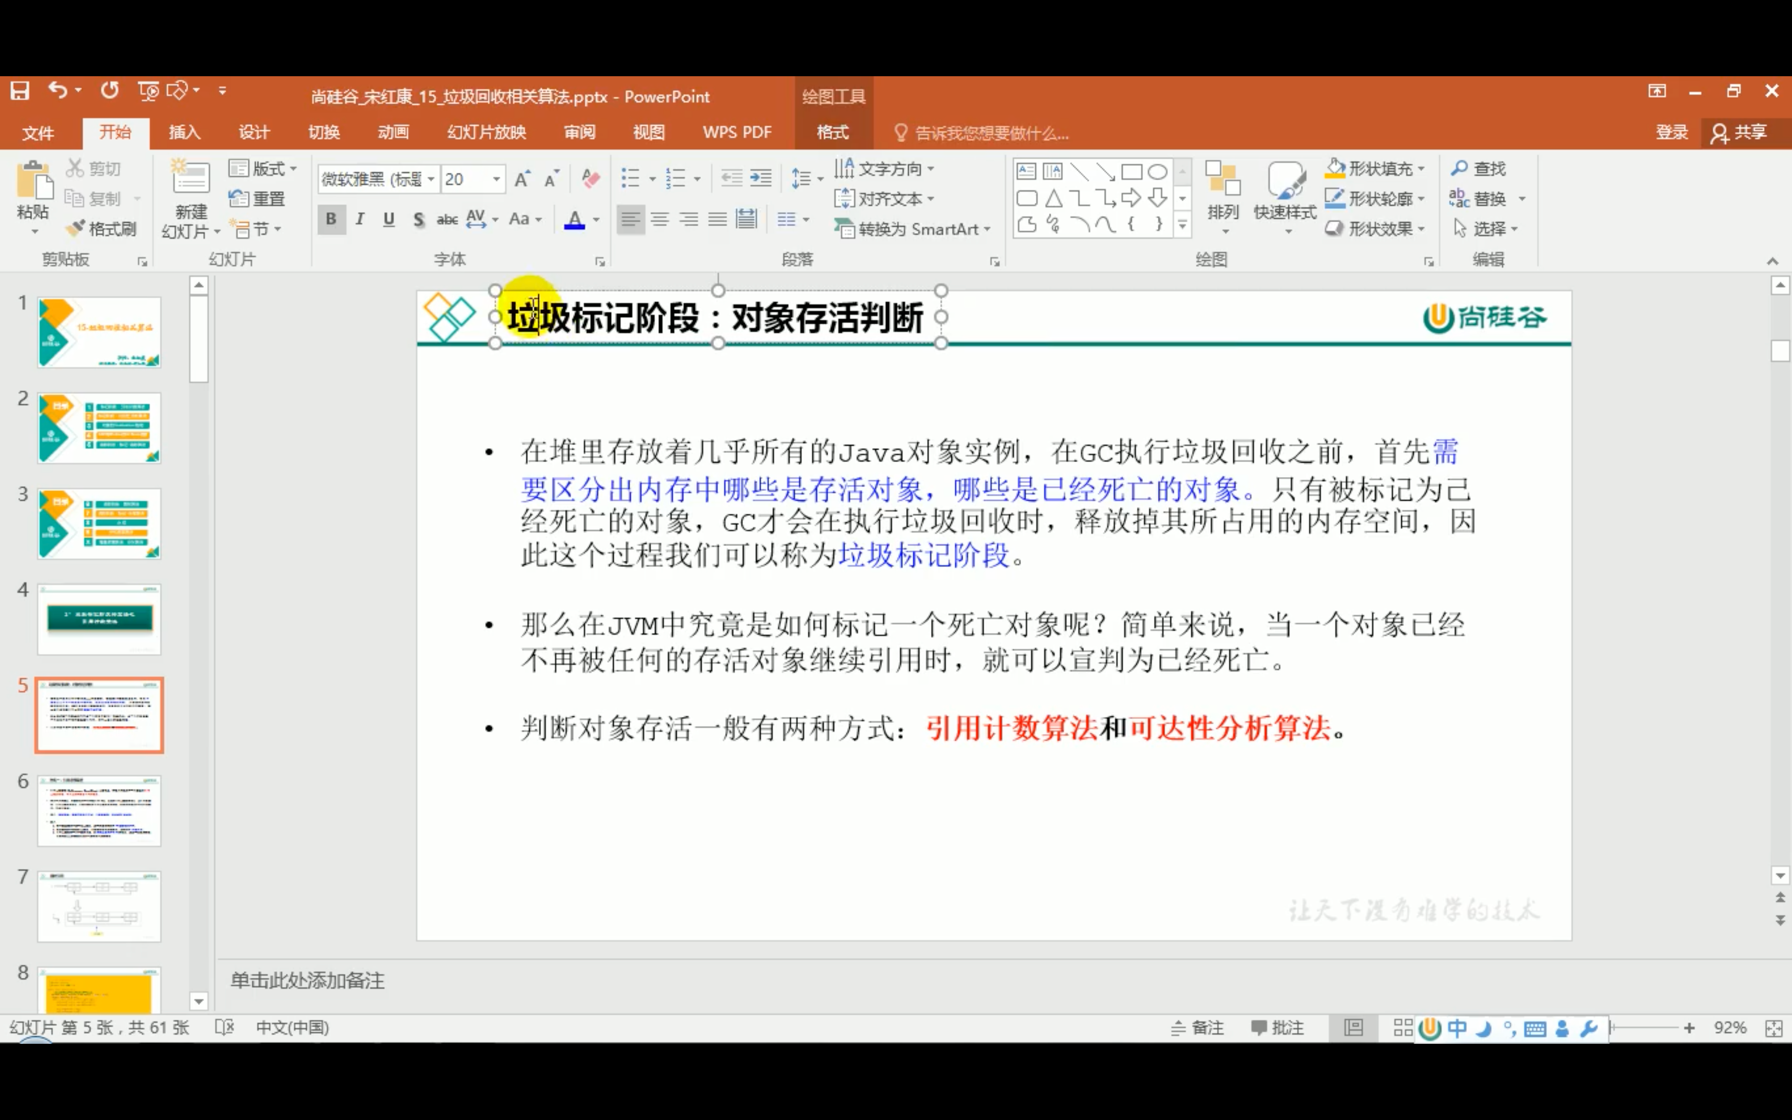 尚硅谷_宋红康_15_垃圾回收相关算法.pptx - PowerPoint
绘图工具
文件 开始 插入 设计 切换 动画 幻灯片放映 审阅 视图 WPS PDF 格式 告诉我您想要做什么... 登录 共享
粘贴 剪切 复制 格式刷
新建 幻灯片 版式 重置 节
微软雅黑 (标题 20
B I U S abc AV Aa A
文字方向 对齐文本 转换为 SmartArt
排列 快速样式 形状填充 形状轮廓 形状效果
查找 替换 选择
剪贴板 幻灯片 字体 段落 绘图 编辑
1
2
3
4
5
6
7
8
垃圾标记阶段：对象存活判断
尚硅谷
• 在堆里存放着几乎所有的Java对象实例，在GC执行垃圾回收之前，首先需
要区分出内存中哪些是存活对象，哪些是已经死亡的对象。只有被标记为己
经死亡的对象，GC才会在执行垃圾回收时，释放掉其所占用的内存空间，因
此这个过程我们可以称为垃圾标记阶段。
• 那么在JVM中究竟是如何标记一个死亡对象呢？简单来说，当一个对象已经
不再被任何的存活对象继续引用时，就可以宣判为已经死亡。
• 判断对象存活一般有两种方式：引用计数算法和可达性分析算法。
让天下没有难学的技术
单击此处添加备注
幻灯片 第 5 张，共 61 张 中文(中国) 备注 批注 中 92%